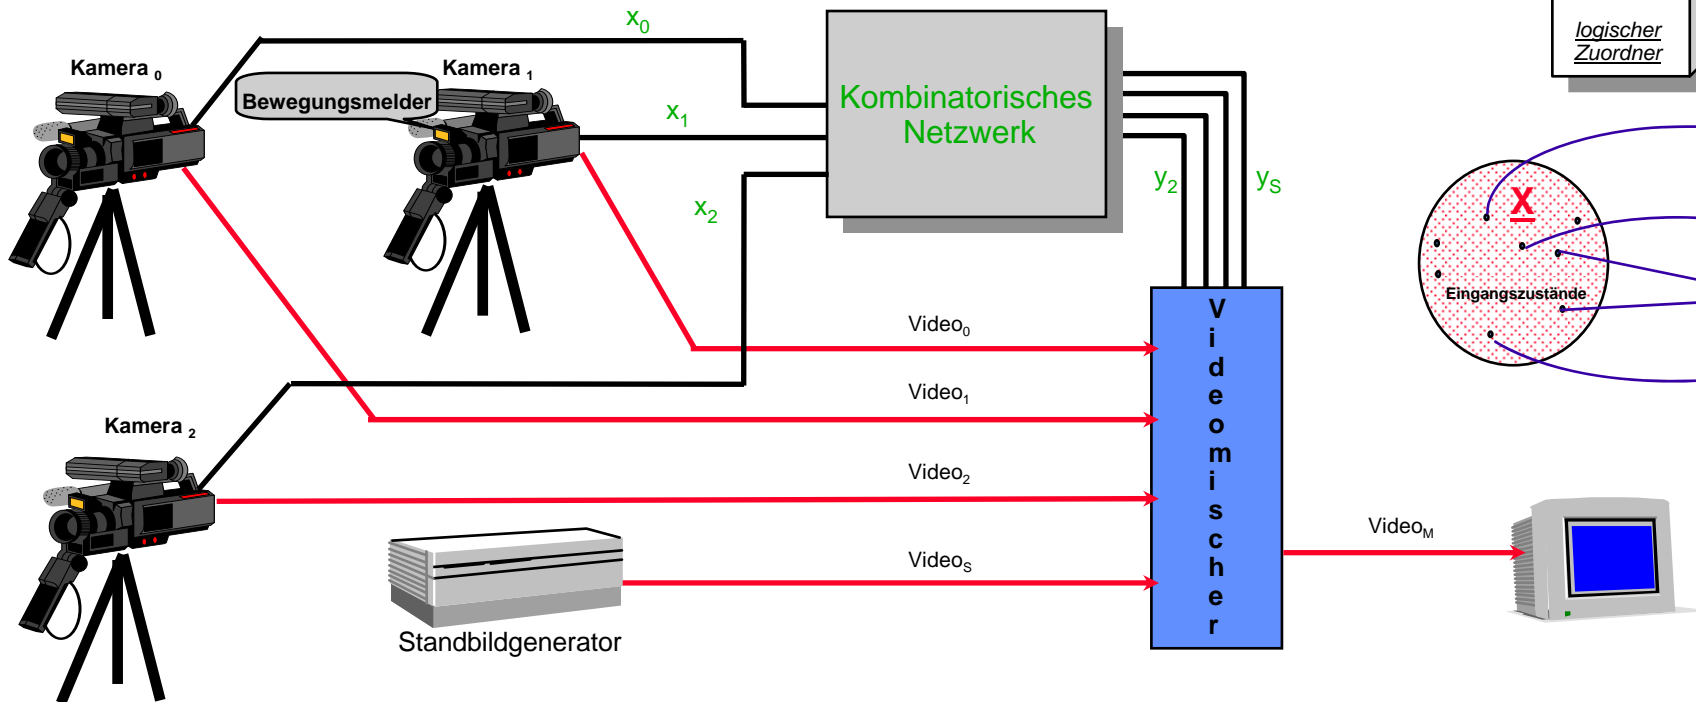 x0
Kamera 0
Kamera 1
Bewegungsmelder
x1
x2
Kombinatorisches
Netzwerk
y2
yS
logischer
Zuordner
X
Eingangszustände
Video0
Video1
Kamera 2
Video2
VideoS
Standbildgenerator
Videomischer
VideoM